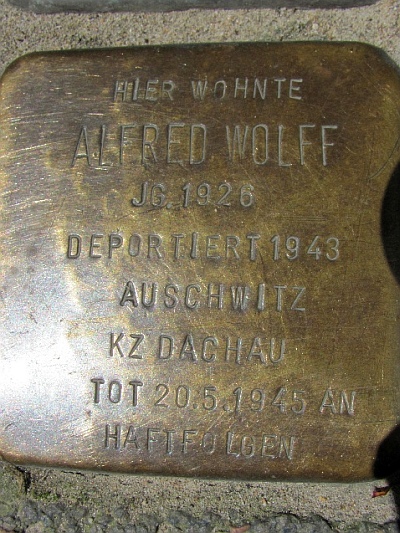 HIER WOHNTE
ALFRED WOLFF
JG. 1926
DEPORTIERT 1943
AUSCHWITZ
KZ DACHAU
TOT 20.5.1945 AN
HAFTFOLGEN